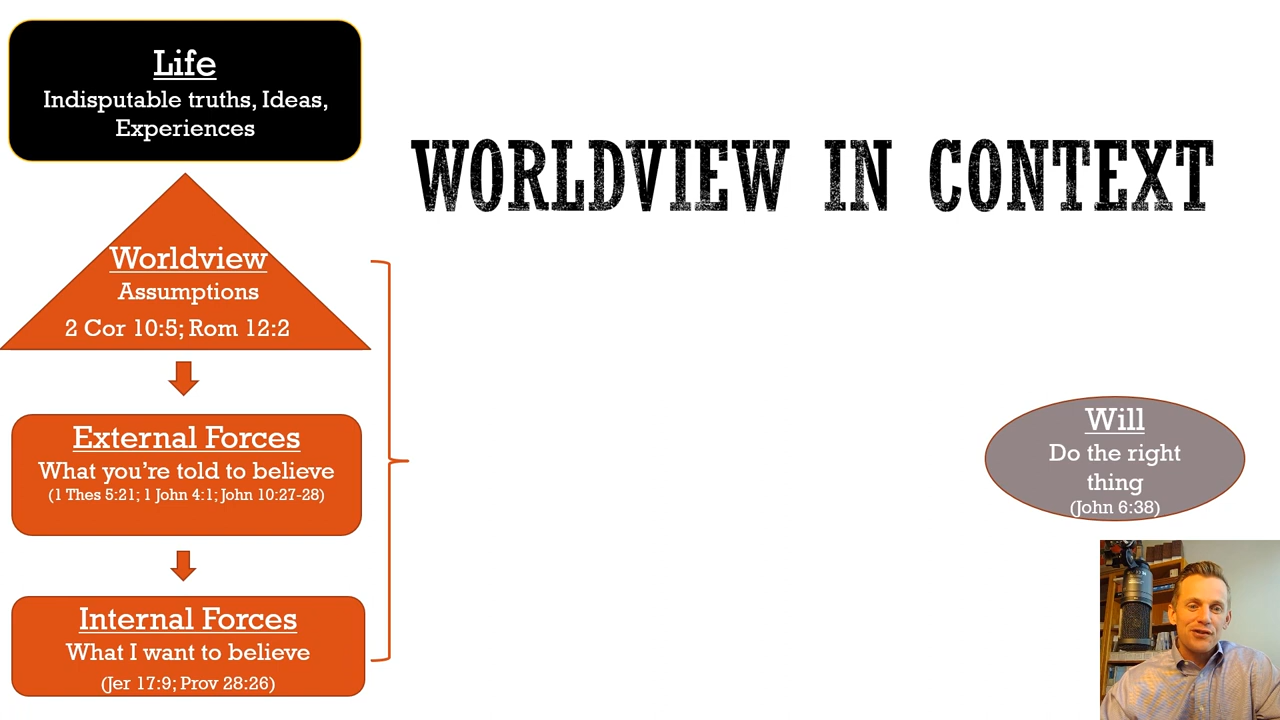 Life
Indisputable truths, Ideas,
Experiences
WORLDVIEW IN CONTEXT
Worldview
Assumptions
2 Cor 10:5; Rom 12:2
External Forces
What you’re told to believe
(1 Thes 5:21; 1 John 4:1; John 10:27-28)
Internal Forces
What I want to believe
(Jer 17:9; Prov 28:26)
Will
Do the right
thing
(John 6:38)